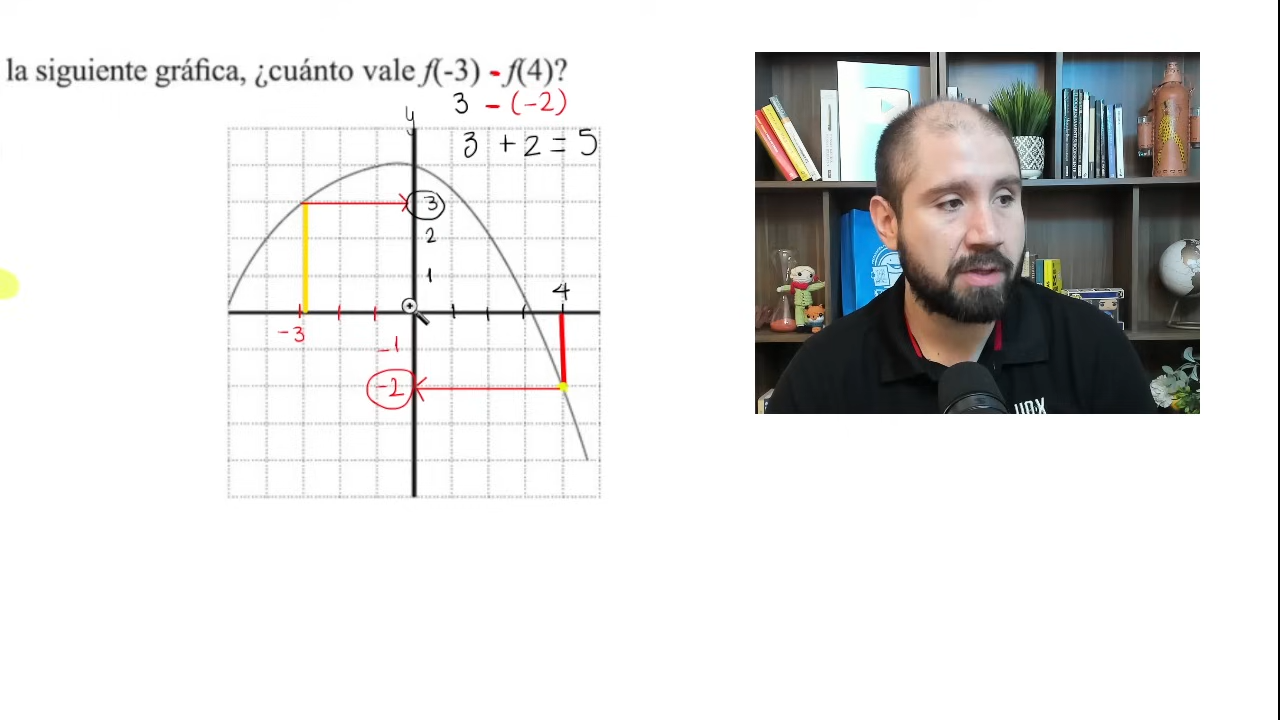 la siguiente gráfica, ¿cuánto vale f(-3) - f(4)?
3 - (-2)
3 + 2 = 5
y
3
2
1
4
-3
-1
-2